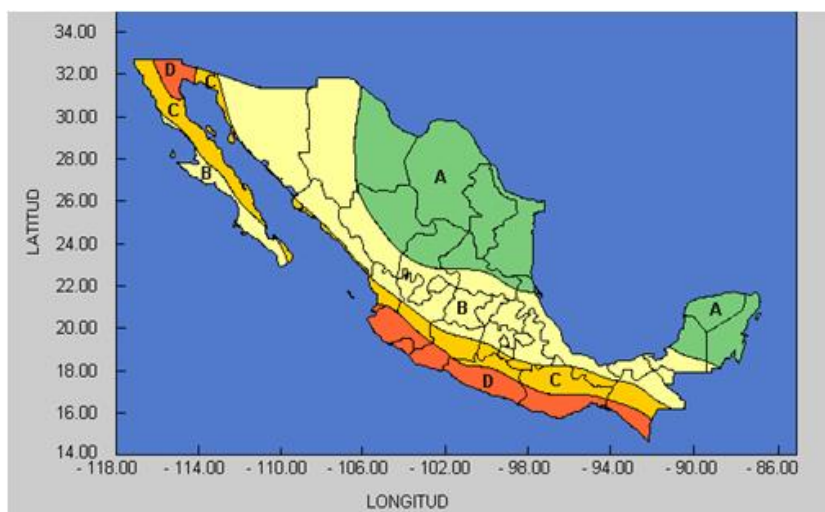 34.00
D
32.00
C
30.00
C
28.00
A
B
26.00
LATITUD
24.00
22.00
A
B
20.00
18.00
D
C
16.00
14.00
- 118.00 - 114.00 - 110.00 - 106.00 - 102.00 - 98.00 - 94.00 - 90.00 - 86.00
LONGITUD